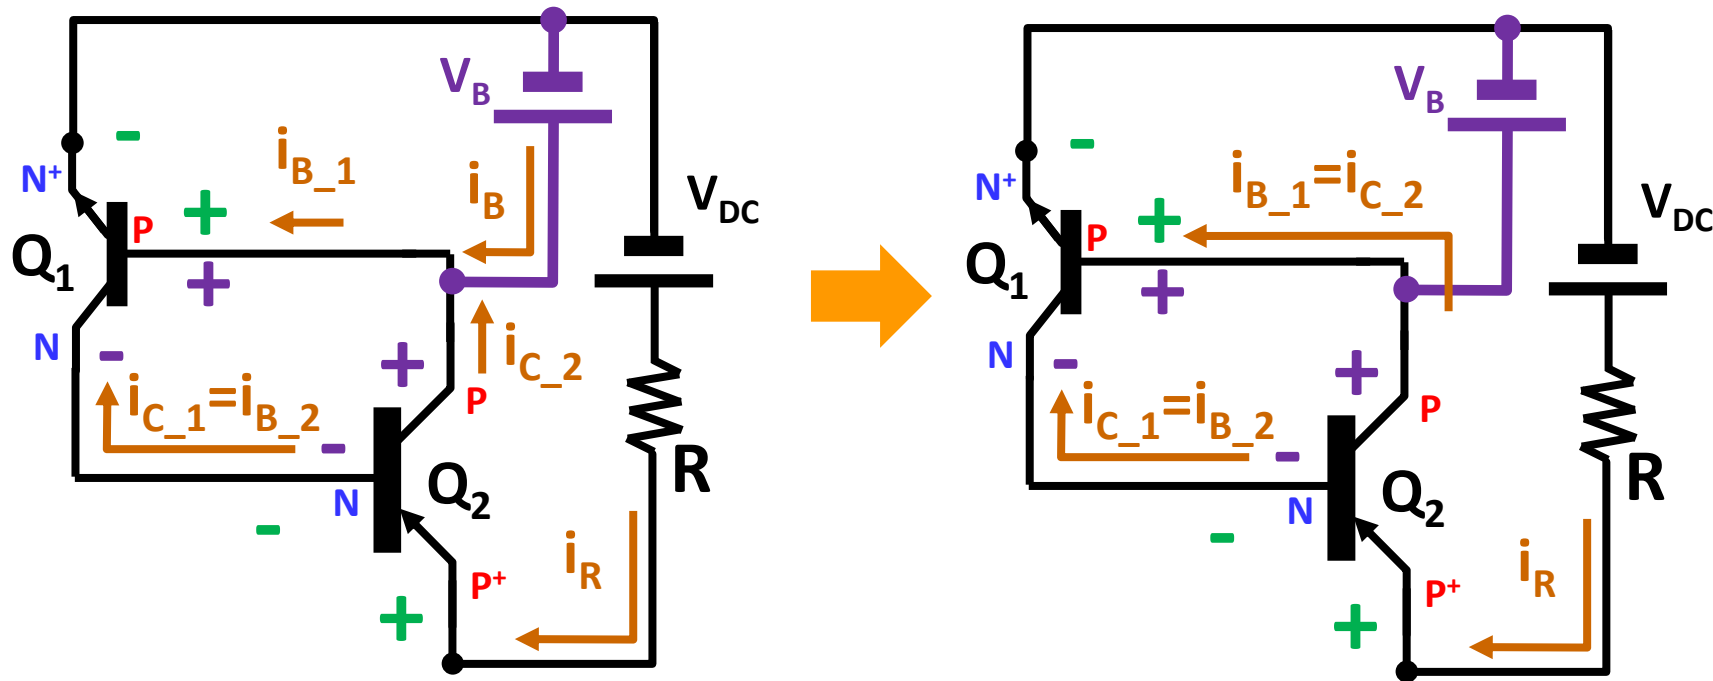 V_B
-
i_B_1
i_B
N⁺
V_DC
+
P
Q₁
+
N
-
+
i_C_2
i_C_1=i_B_2
P
-
Q₂
R
N
-
i_R
P⁺
+
V_B
-
i_B_1=i_C_2
N⁺
V_DC
+
P
Q₁
+
N
-
+
i_C_1=i_B_2
P
-
Q₂
R
N
-
i_R
P⁺
+